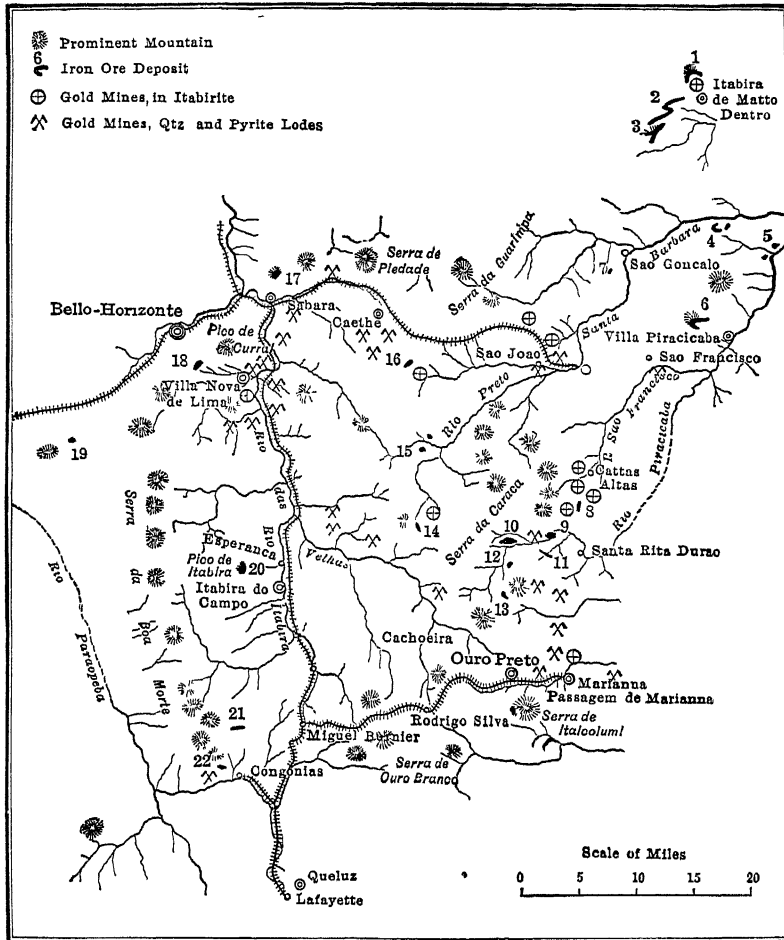 Prominent Mountain
6
Iron Ore Deposit
Gold Mines, in Itabirite
Gold Mines, Qtz and Pyrite Lodes
1
Itabira
de Matto
Dentro
2
3
Serra da Guarinipa
Barbara
4
5
7
Sao Goncalo
Serra de
Piedade
17
Sabara
Bello-Horizonte
Caethe
Santa
6
Villa Piracicaba
Pico de
Curral
Sao Joao
Sao Francisco
18
16
Villa Nova
de Lima
Rio
Preto
R. Sao Francisco
Rio Piracicaba
19
15
Cattas
Altas
Serra da Boa Morte
Rio das Velhas
Serra da Caraca
14
10
9
8
Esperanca
12
11
Santa Rita Durao
Pico de
Itabira
20
Rio Itabira
13
Itabira do
Campo
Rio Paraopeba
Cachoeira
Ouro Preto
Marianna
Passagem de Marianna
21
Rodrigo Silva
Serra de
Italcolumi
Miguel Burnier
22
Congonias
Serra de
Ouro Branco
Scale of Miles
0 5 10 15 20
Queluz
Lafayette